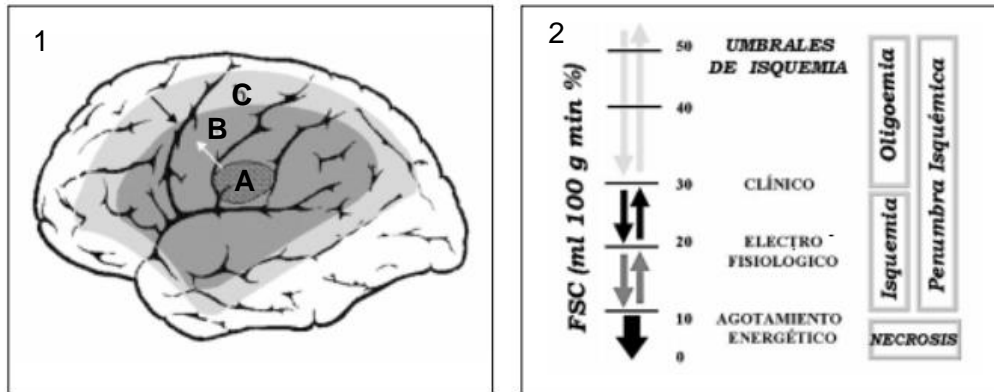 1
C
B
A
2
UMBRALES
DE ISQUEMIA
FSC (ml 100 g min %)
50
40
30
20
10
0
CLÍNICO
ELECTRO -
FISIOLOGICO
AGOTAMIENTO
ENERGÉTICO
Oligoemia
Isquemia
Penumbra Isquémica
NECROSIS